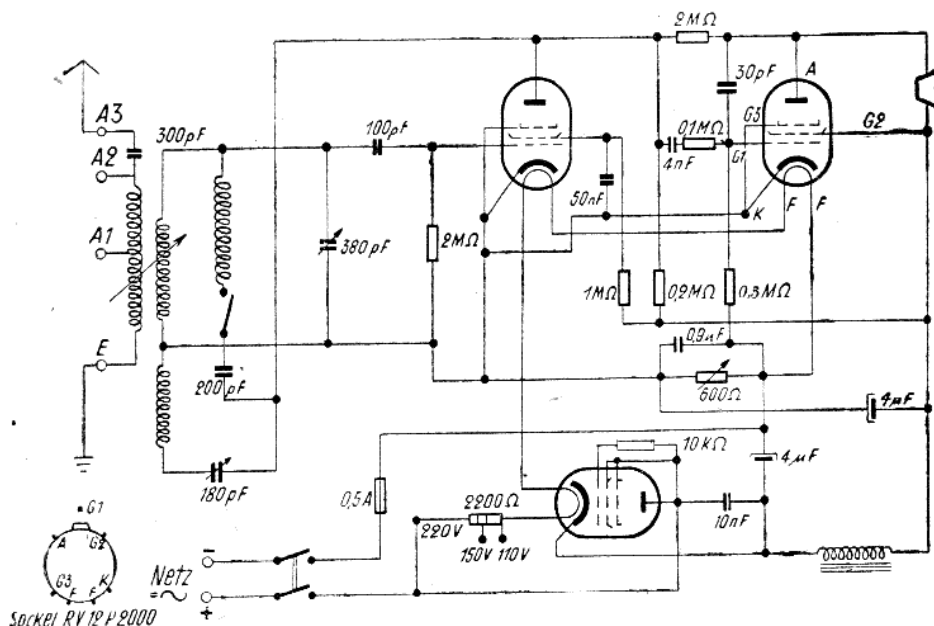 2MΩ
30pF
A
A3
300pF
100pF
G3
G2
0,1MΩ
A2
4nF
G1
50nF
K
F
F
A1
380pF
2MΩ
1MΩ
0,2MΩ
0,3MΩ
0,9nF
E
200pF
600Ω
4µF
10kΩ
4µF
180pF
0,5A
2200Ω
220V
150V
110V
10nF
G1
A
G2
G3
K
F
F
Netz
−
=~
+
Sockel RV 12 P 2000